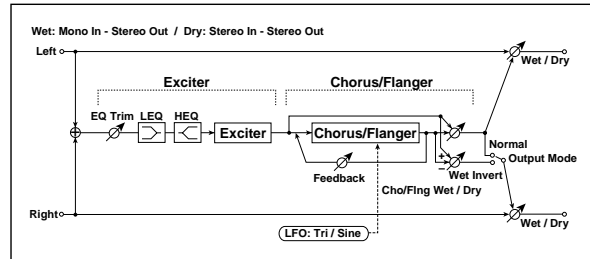 Wet: Mono In - Stereo Out / Dry: Stereo In - Stereo Out
Left
Wet / Dry
Exciter
Chorus/Flanger
EQ Trim
LEQ
HEQ
Exciter
Chorus/Flanger
Normal
Output Mode
+
−
Feedback
Wet Invert
Cho/Flng Wet / Dry
Right
LFO: Tri / Sine
Wet / Dry